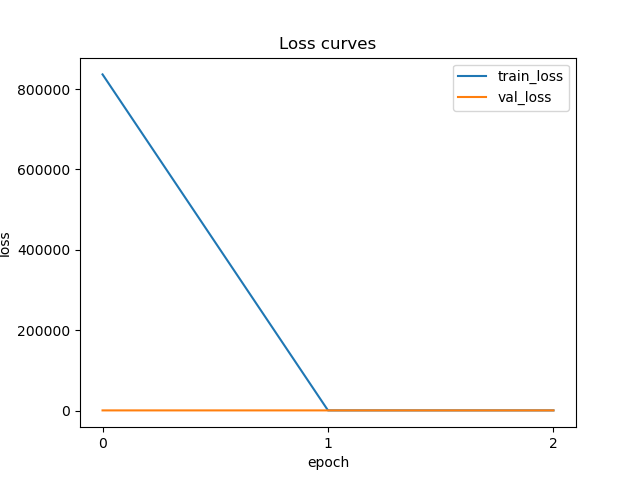 Loss curves
train_loss
val_loss
800000
600000
400000
200000
0
loss
0 1 2
epoch